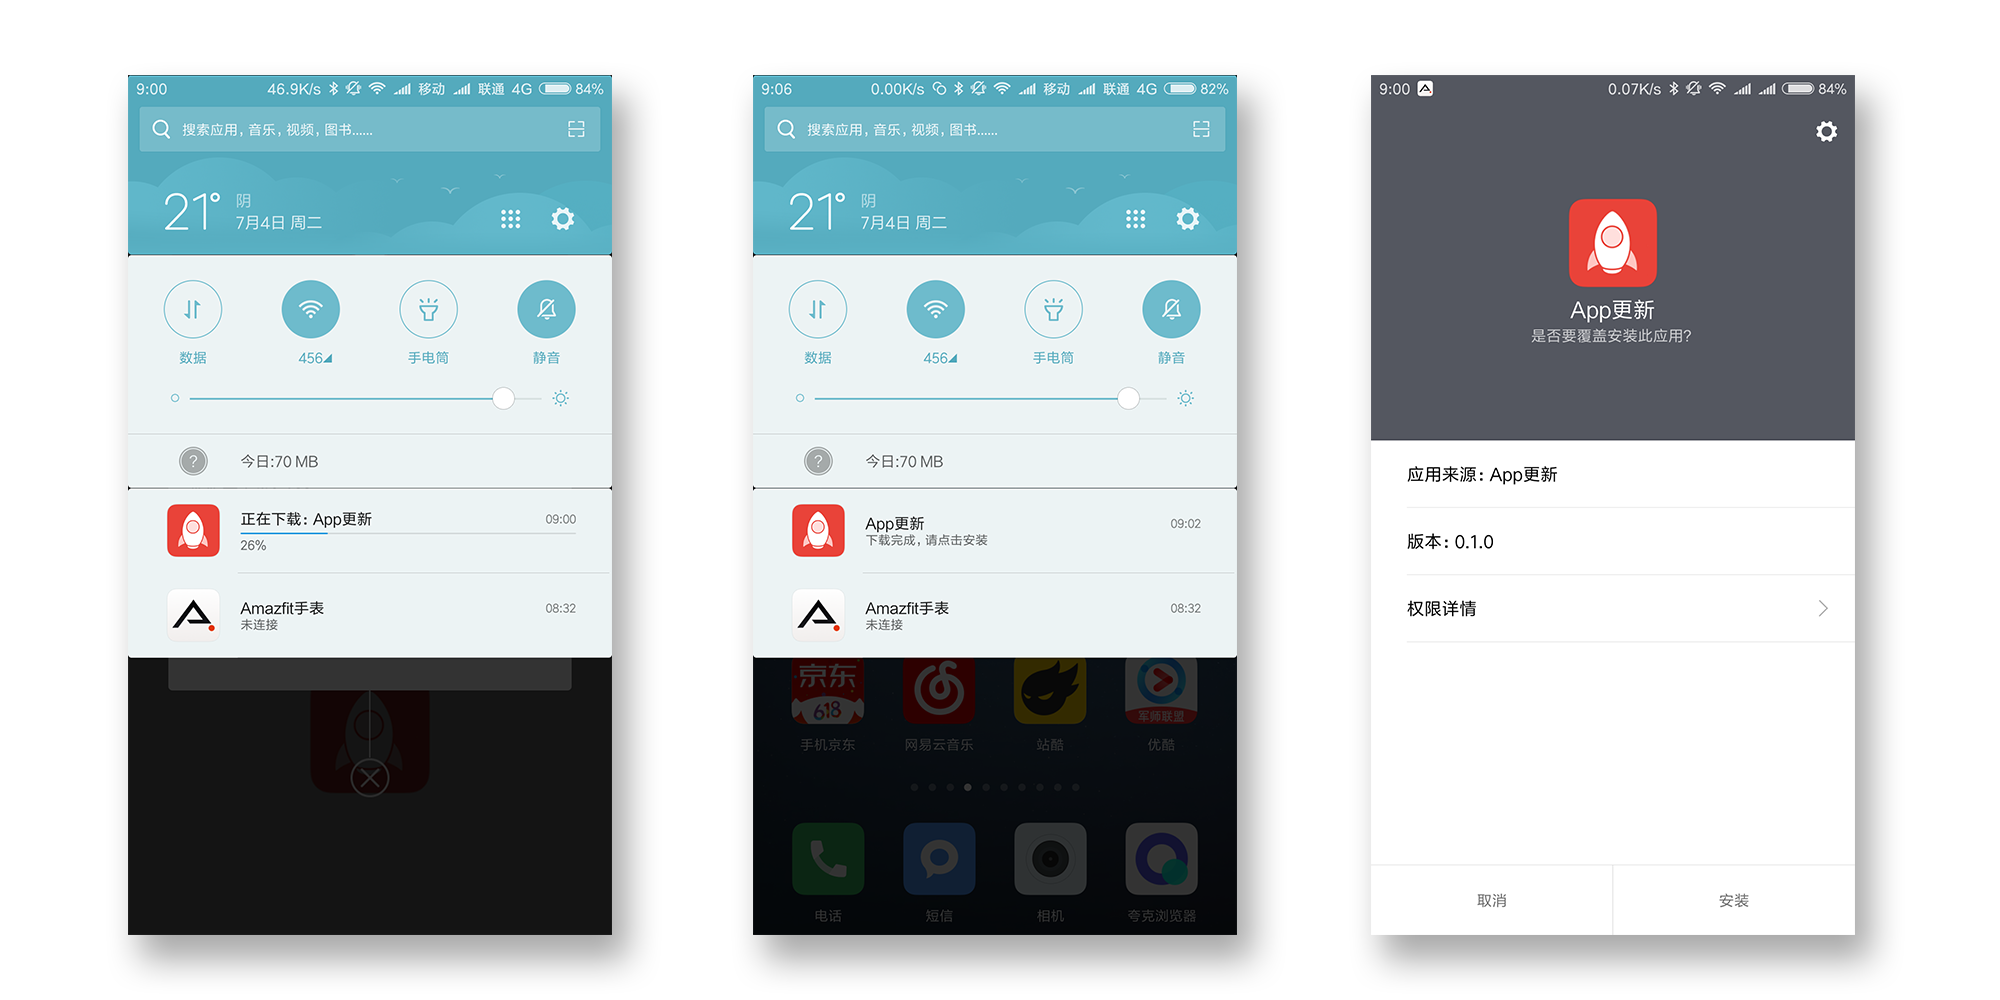 9:00 46.9K/s 移动 联通 4G 84%
搜索应用，音乐，视频，图书......
21° 阴
7月4日 周二
数据 456 手电筒 静音
? 今日:70 MB
正在下载：App更新 09:00
26%
Amazfit手表 08:32
未连接
9:06 0.00K/s 移动 联通 4G 82%
搜索应用，音乐，视频，图书......
21° 阴
7月4日 周二
数据 456 手电筒 静音
? 今日:70 MB
App更新 09:02
下载完成，请点击安装
Amazfit手表 08:32
未连接
京东
618
军师联盟
手机京东 网易云音乐 站酷 优酷
电话 短信 相机 夸克浏览器
9:00 0.07K/s 84%
App更新
是否要覆盖安装此应用?
应用来源：App更新
版本：0.1.0
权限详情
取消 安装